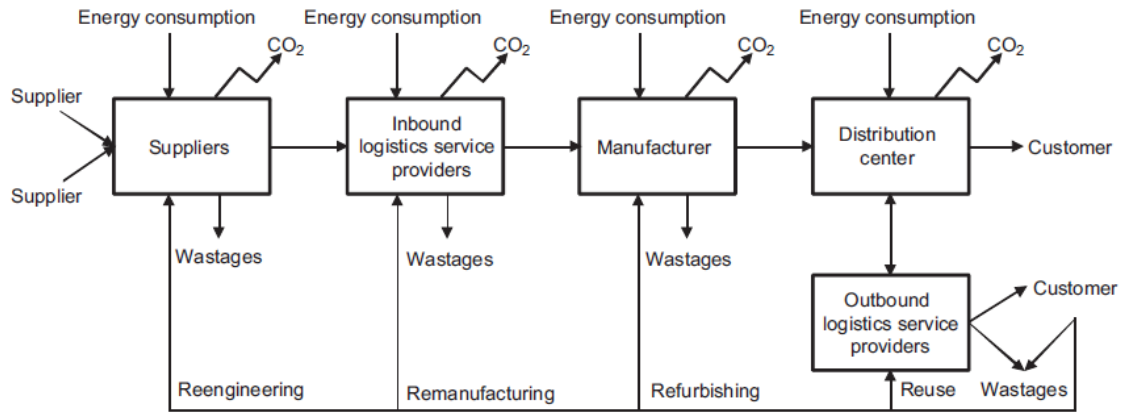 Energy consumption
Energy consumption
Energy consumption
Energy consumption
CO2
CO2
CO2
CO2
Supplier
Supplier
Suppliers
Inbound
logistics service
providers
Manufacturer
Distribution
center
Customer
Wastages
Wastages
Wastages
Outbound
logistics service
providers
Customer
Wastages
Reengineering
Remanufacturing
Refurbishing
Reuse